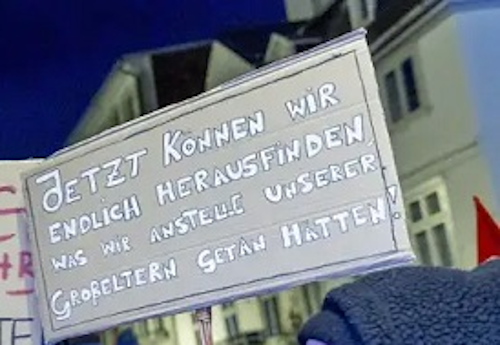 JETZT KÖNNEN WIR
ENDLICH HERAUSFINDEN,
WAS WIR ANSTELLE UNSERER
GROßELTERN GETAN HÄTTEN!